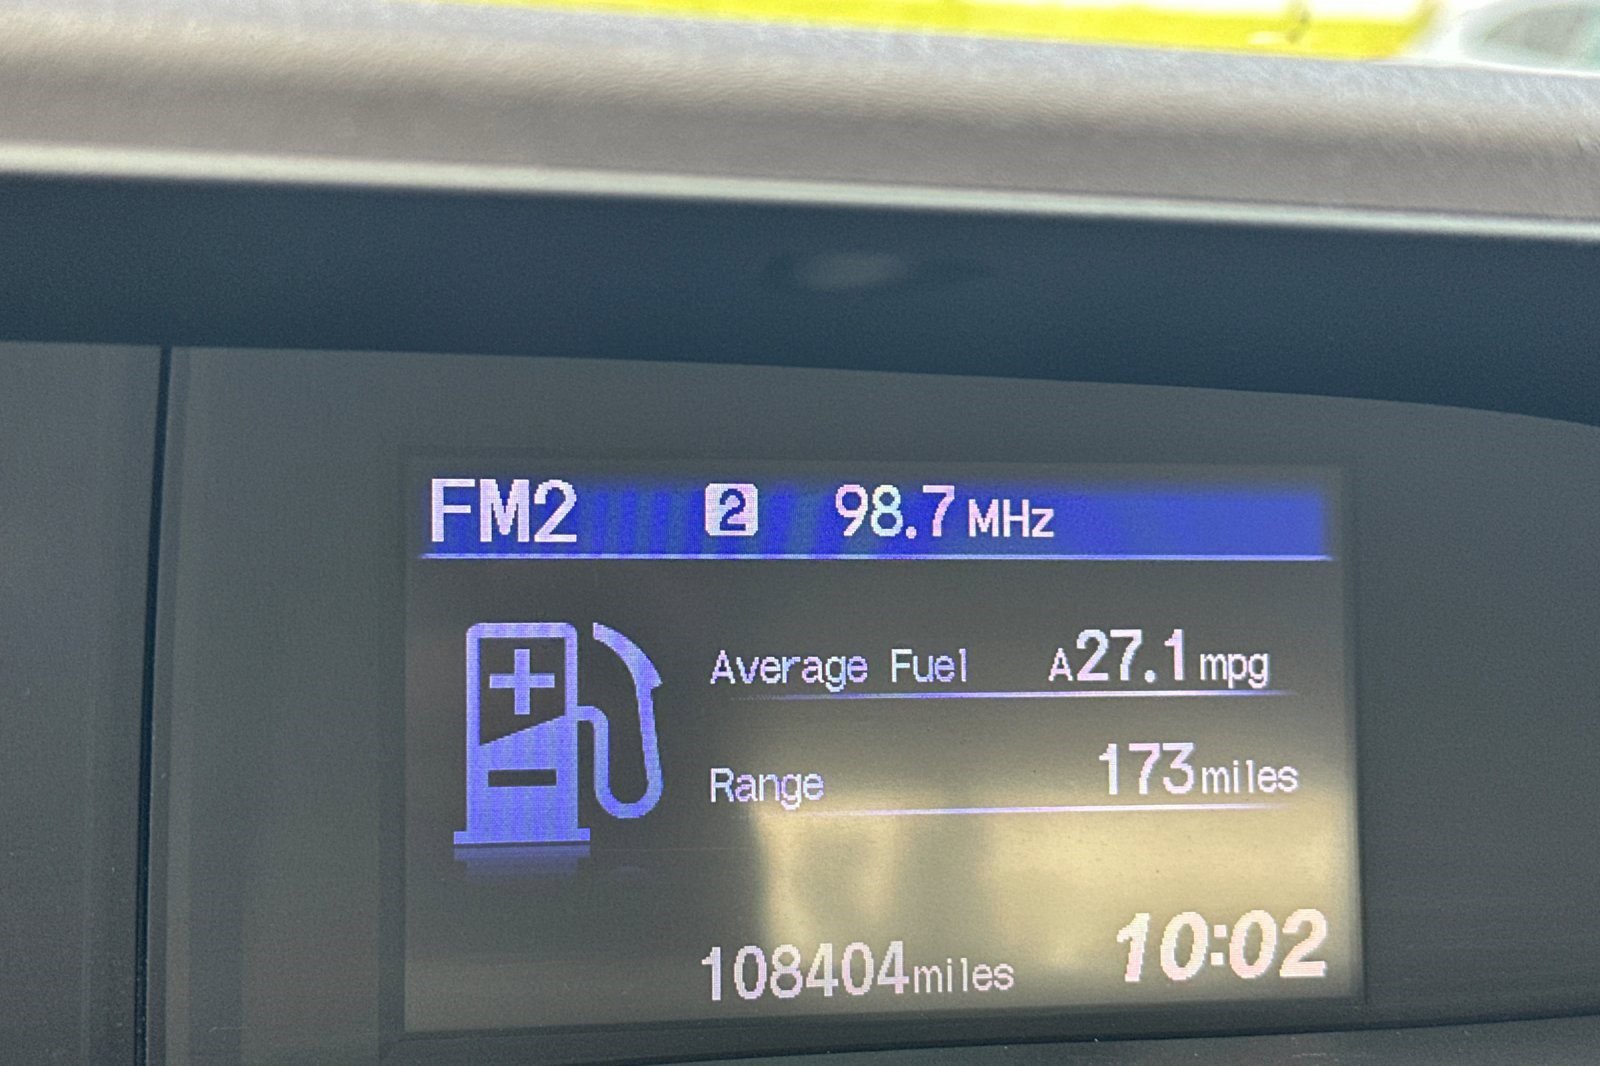 FM2 2 98.7 MHz
Average Fuel A27.1 mpg
Range 173 miles
108404 miles 10:02